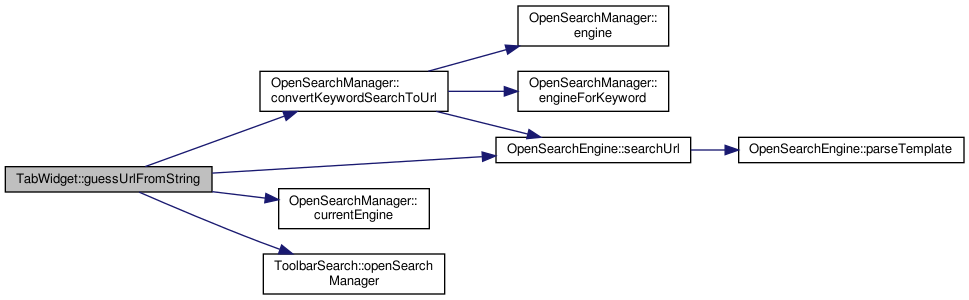 OpenSearchManager::
engine
OpenSearchManager::
convertKeywordSearchToUrl
OpenSearchManager::
engineForKeyword
OpenSearchEngine::searchUrl
OpenSearchEngine::parseTemplate
TabWidget::guessUrlFromString
OpenSearchManager::
currentEngine
ToolbarSearch::openSearch
Manager